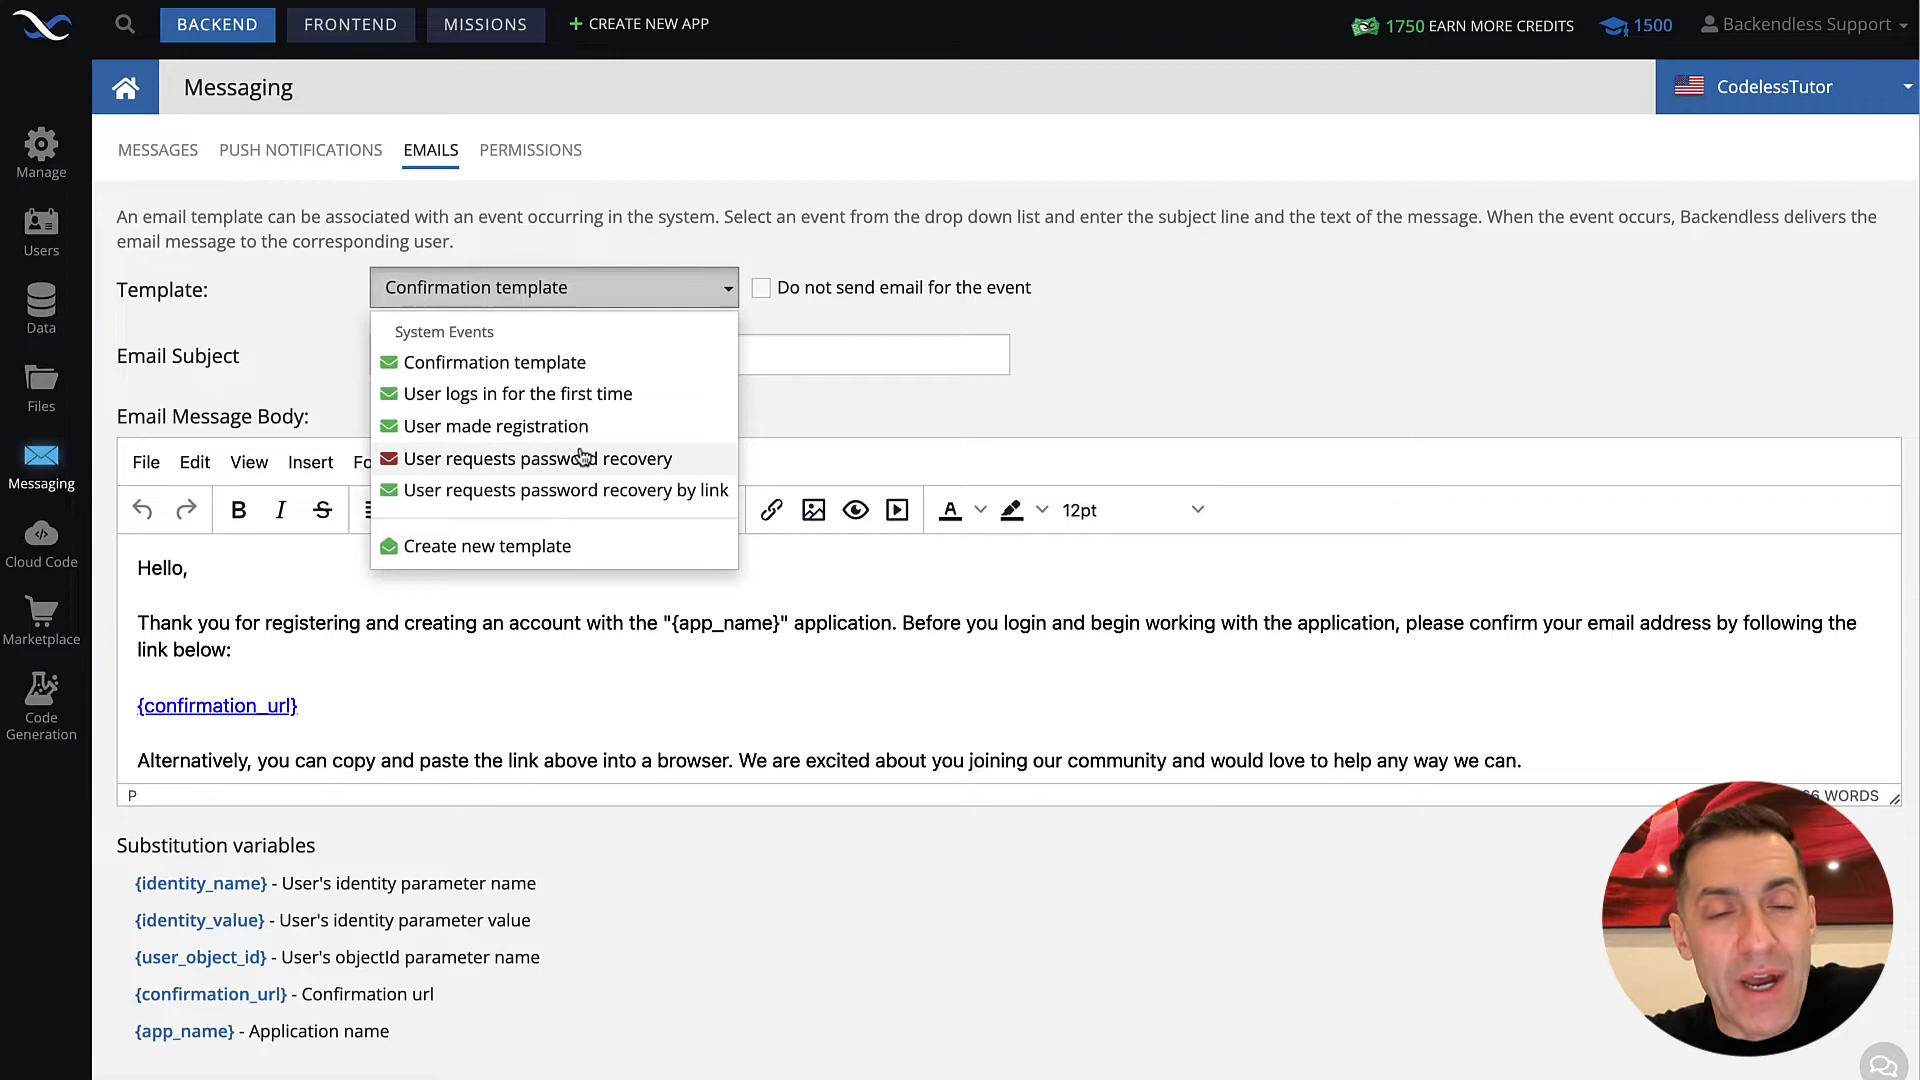 BACKEND
FRONTEND
MISSIONS
CREATE NEW APP
1750 EARN MORE CREDITS
1500
Backendless Support
Messaging
CodelessTutor
Manage
Users
Data
Files
Messaging
Cloud Code
Marketplace
Code
Generation
MESSAGES
PUSH NOTIFICATIONS
EMAILS
PERMISSIONS
An email template can be associated with an event occurring in the system. Select an event from the drop down list and enter the subject line and the text of the message. When the event occurs, Backendless delivers the
email message to the corresponding user.
Template:
Confirmation template
Do not send email for the event
System Events
Confirmation template
User logs in for the first time
User made registration
User requests password recovery
User requests password recovery by link
Create new template
Email Subject
Email Message Body:
File Edit View Insert Fo
B I S
A
12pt
Hello,
Thank you for registering and creating an account with the "{app_name}" application. Before you login and begin working with the application, please confirm your email address by following the
link below:
{confirmation_url}
Alternatively, you can copy and paste the link above into a browser. We are excited about you joining our community and would love to help any way we can.
P
WORDS
Substitution variables
{identity_name} - User's identity parameter name
{identity_value} - User's identity parameter value
{user_object_id} - User's objectId parameter name
{confirmation_url} - Confirmation url
{app_name} - Application name